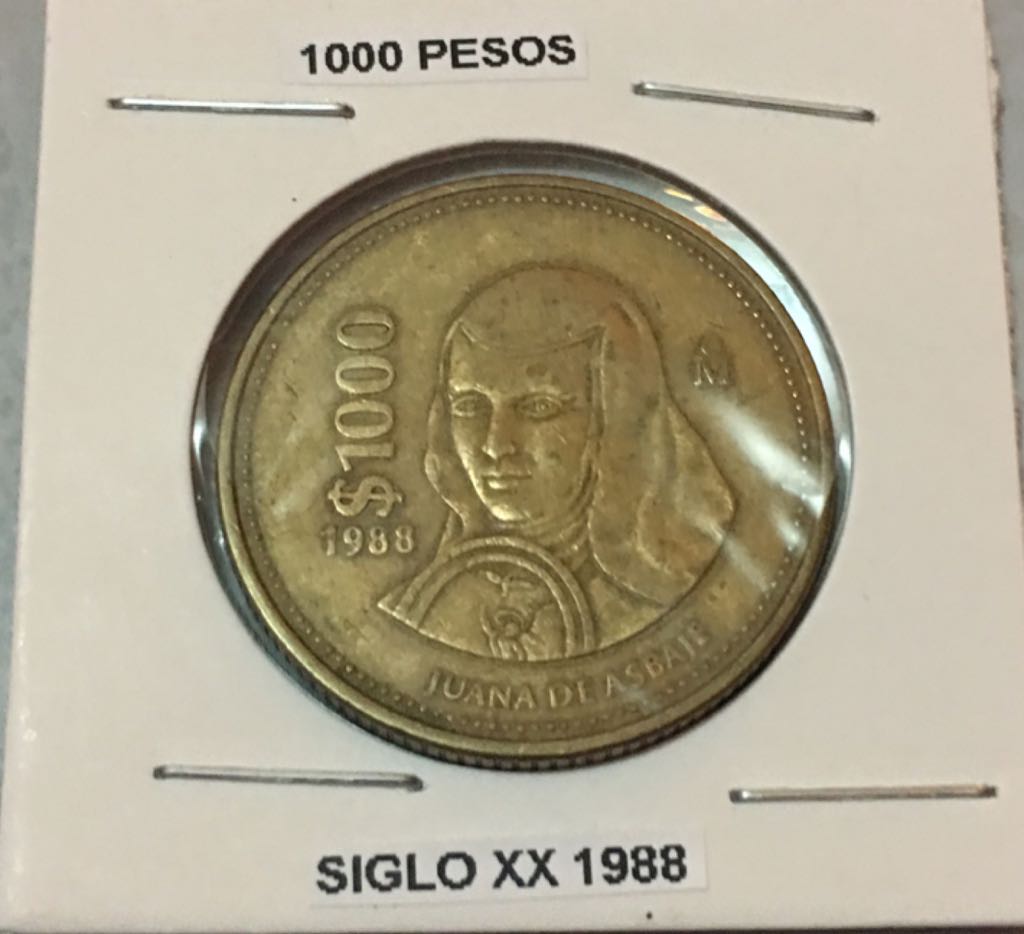 1000 PESOS
$1000
1988
M
JUANA DE ASBAJE
SIGLO XX 1988